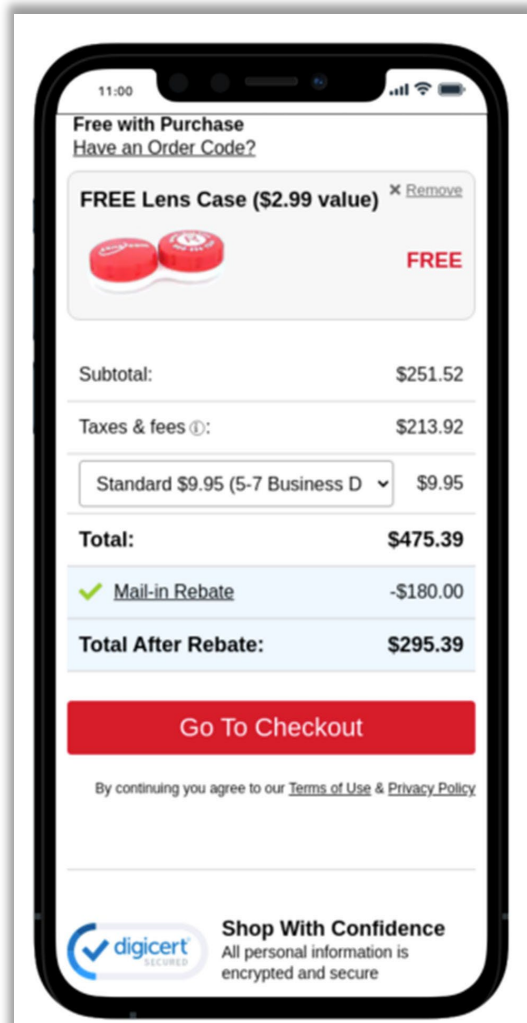 11:00
Free with Purchase
Have an Order Code?
FREE Lens Case ($2.99 value)
× Remove
FREE
Subtotal: $251.52
Taxes & fees ⓘ: $213.92
Standard $9.95 (5-7 Business D $9.95
Total: $475.39
Mail-in Rebate -$180.00
Total After Rebate: $295.39
Go To Checkout
By continuing you agree to our Terms of Use & Privacy Policy
digicert
SECURED
Shop With Confidence
All personal information is
encrypted and secure